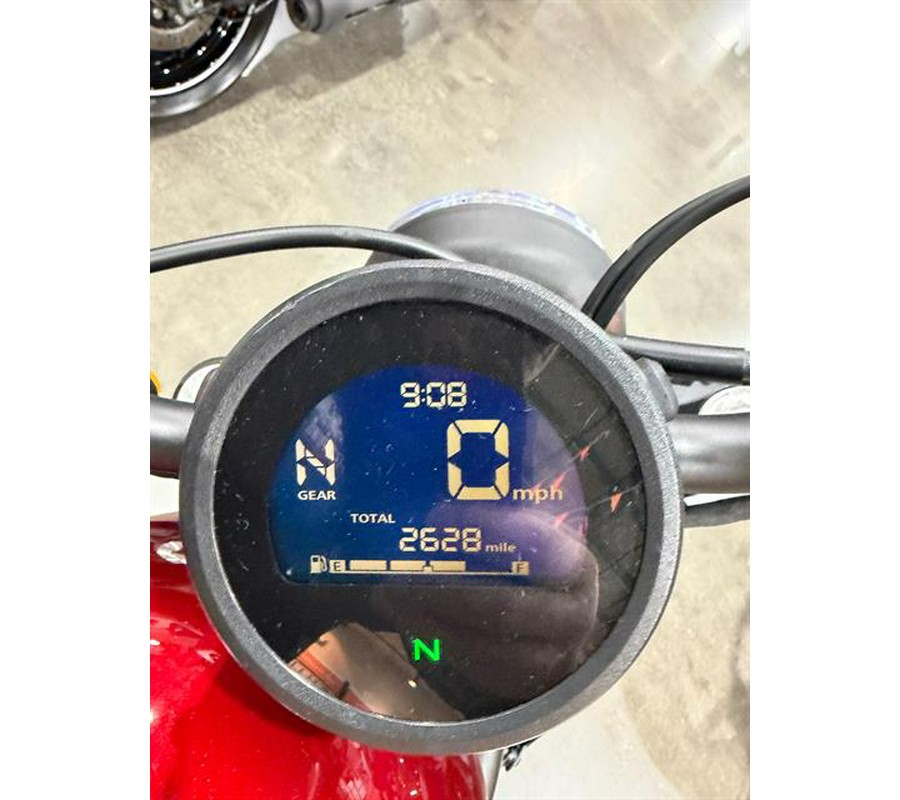 9:08
N 0 mph
GEAR
TOTAL
2628 mile
E F
N